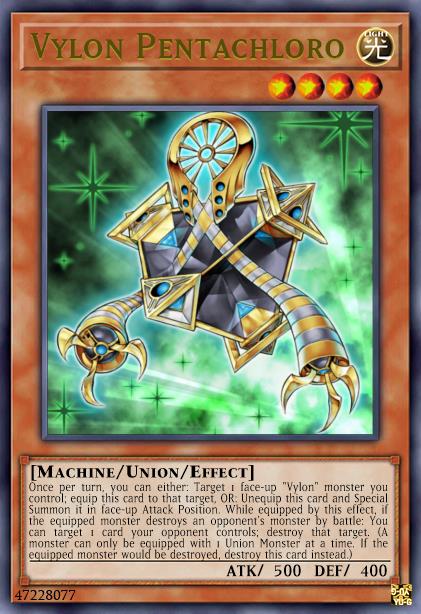 VYLON PENTACHLORO
LIGHT
光
[MACHINE/UNION/EFFECT]
Once per turn, you can either: Target 1 face-up "Vylon" monster you
control; equip this card to that target, OR: Unequip this card and Special
Summon it in face-up Attack Position. While equipped by this effect, if
the equipped monster destroys an opponent's monster by battle: You
can target 1 card your opponent controls; destroy that target. (A
monster can only be equipped with 1 Union Monster at a time. If the
equipped monster would be destroyed, destroy this card instead.)
ATK/ 500 DEF/ 400
47228077